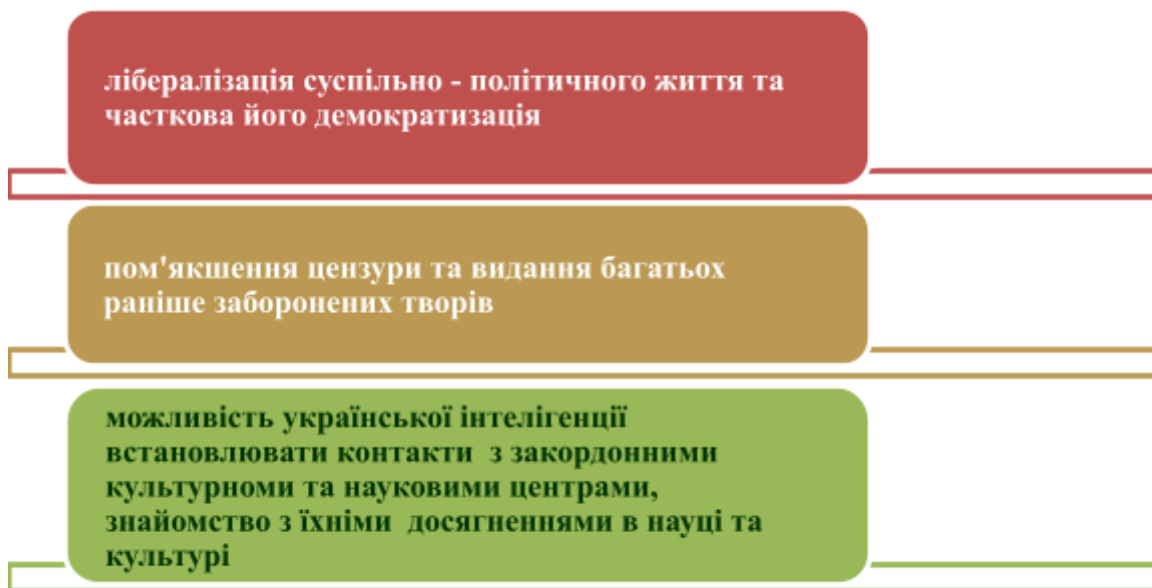 лібералізація суспільно - політичного життя та
часткова його демократизація
пом'якшення цензури та видання багатьох
раніше заборонених творів
можливість української інтелігенції
встановлювати контакти з закордонними
культурноми та науковими центрами,
знайомство з їхніми досягненнями в науці та
культурі